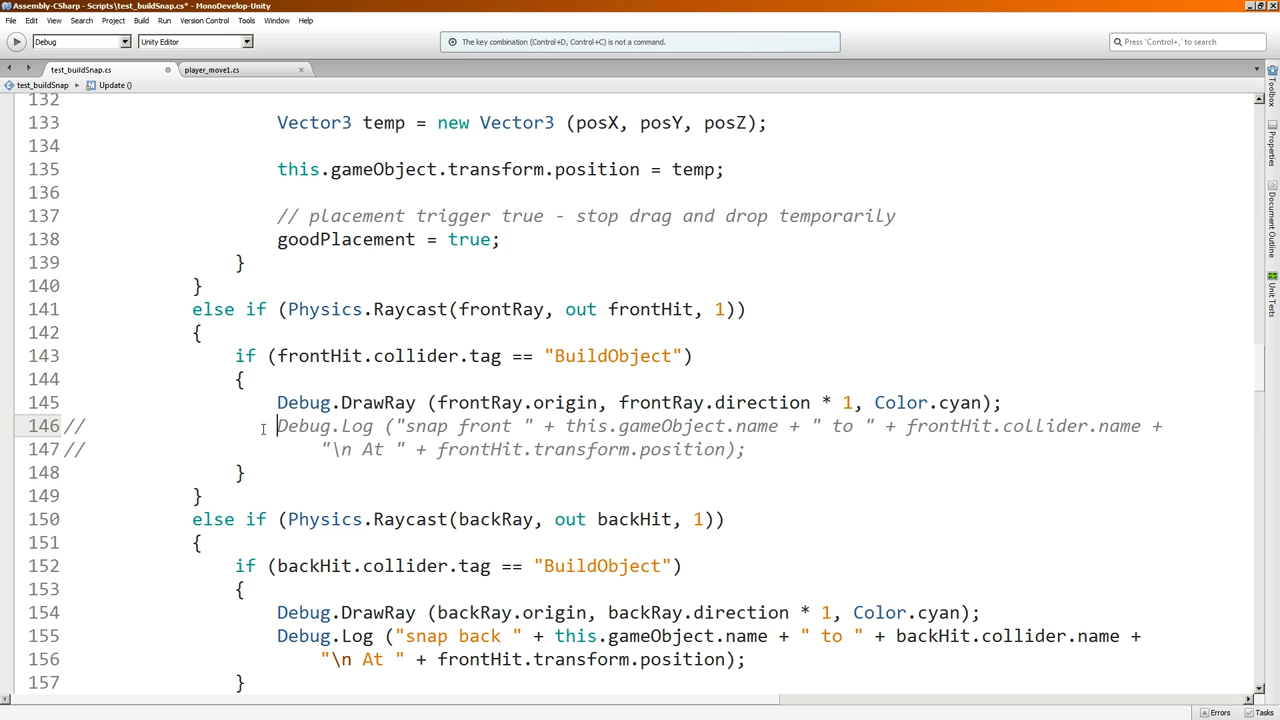 Assembly-CSharp - Scripts\test_buildSnap.cs* - MonoDevelop-Unity
File Edit View Search Project Build Run Version Control Tools Window Help
Debug Unity Editor The key combination (Control+D, Control+C) is not a command. Press 'Control+,' to search
test_buildSnap.cs player_move1.cs
test_buildSnap Update ()
132
133 Vector3 temp = new Vector3 (posX, posY, posZ);
134
135 this.gameObject.transform.position = temp;
136
137 // placement trigger true - stop drag and drop temporarily
138 goodPlacement = true;
139 }
140 }
141 else if (Physics.Raycast(frontRay, out frontHit, 1))
142 {
143 if (frontHit.collider.tag == "BuildObject")
144 {
145 Debug.DrawRay (frontRay.origin, frontRay.direction * 1, Color.cyan);
146 // Debug.Log ("snap front " + this.gameObject.name + " to " + frontHit.collider.name +
147 // "\n At " + frontHit.transform.position);
148 }
149 }
150 else if (Physics.Raycast(backRay, out backHit, 1))
151 {
152 if (backHit.collider.tag == "BuildObject")
153 {
154 Debug.DrawRay (backRay.origin, backRay.direction * 1, Color.cyan);
155 Debug.Log ("snap back " + this.gameObject.name + " to " + backHit.collider.name +
156 "\n At " + frontHit.transform.position);
157 }
Toolbox
Properties
Document Outline
Unit Tests
Errors Tasks